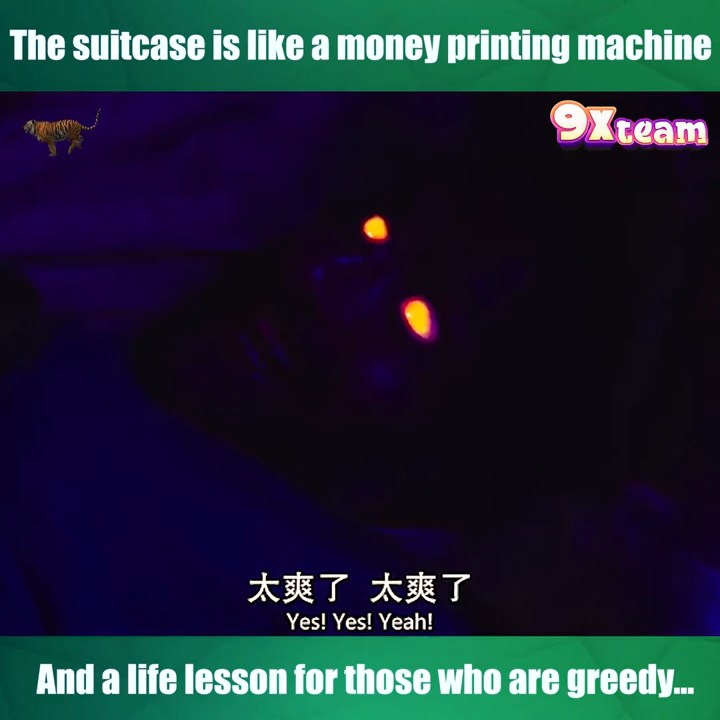 The suitcase is like a money printing machine
9Xteam
太爽了 太爽了
Yes! Yes! Yeah!
And a life lesson for those who are greedy...